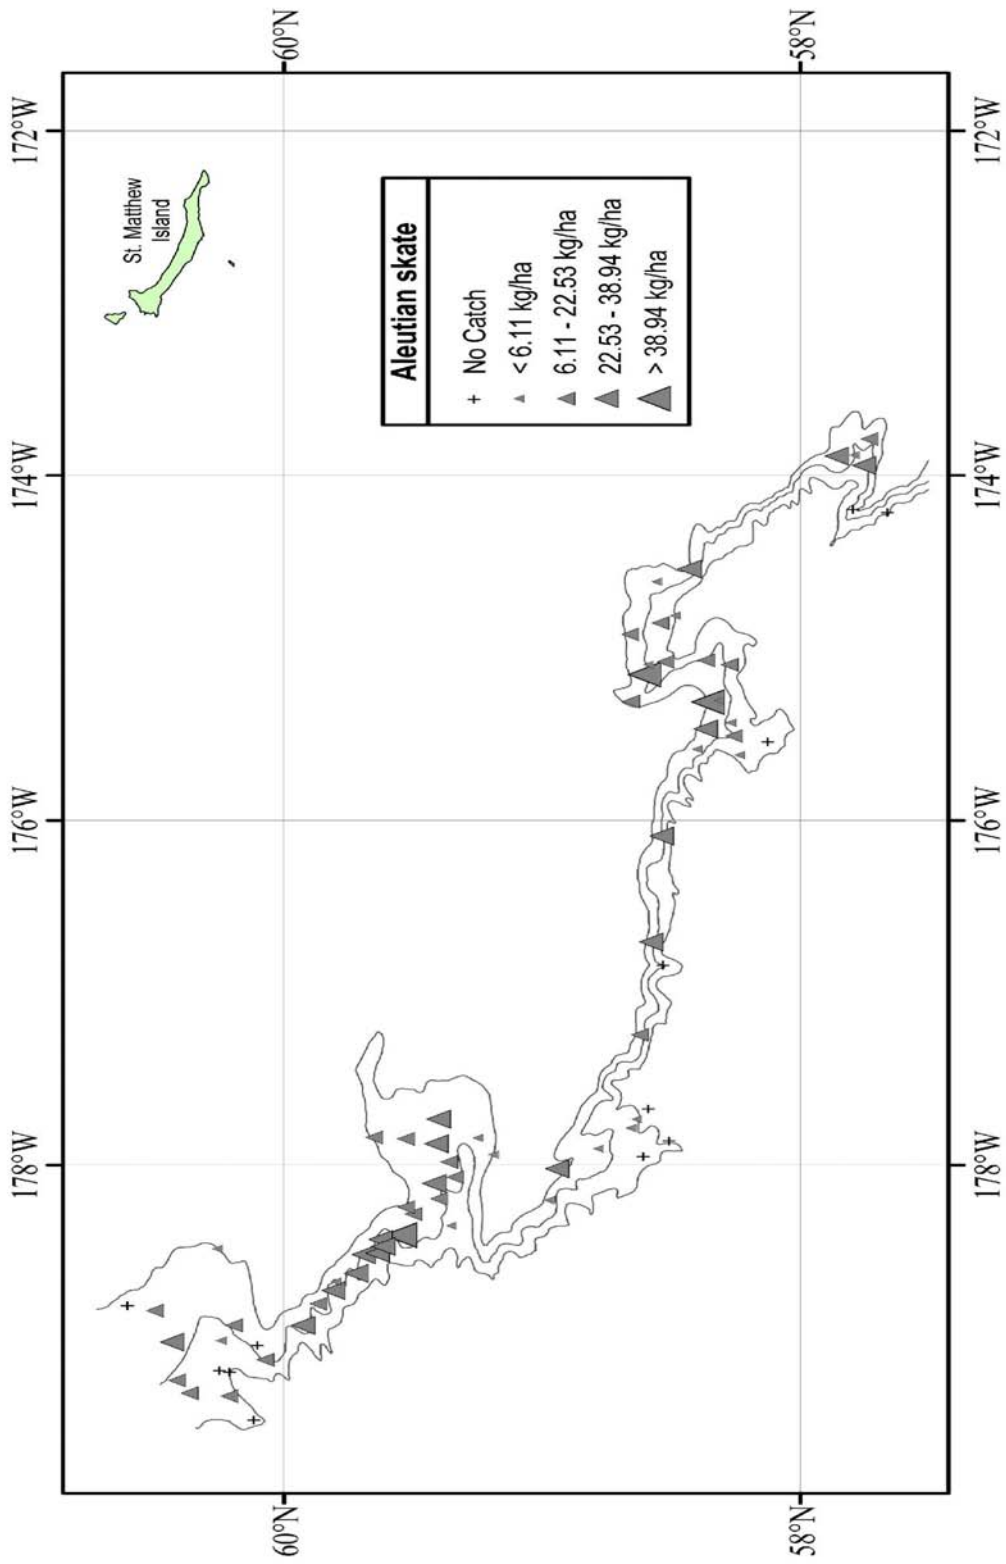 172°W
174°W
176°W
178°W
60°N
58°N
St. Matthew
Island
Aleutian skate
No Catch
< 6.11 kg/ha
6.11 - 22.53 kg/ha
22.53 - 38.94 kg/ha
> 38.94 kg/ha
60°N
58°N
172°W
174°W
176°W
178°W